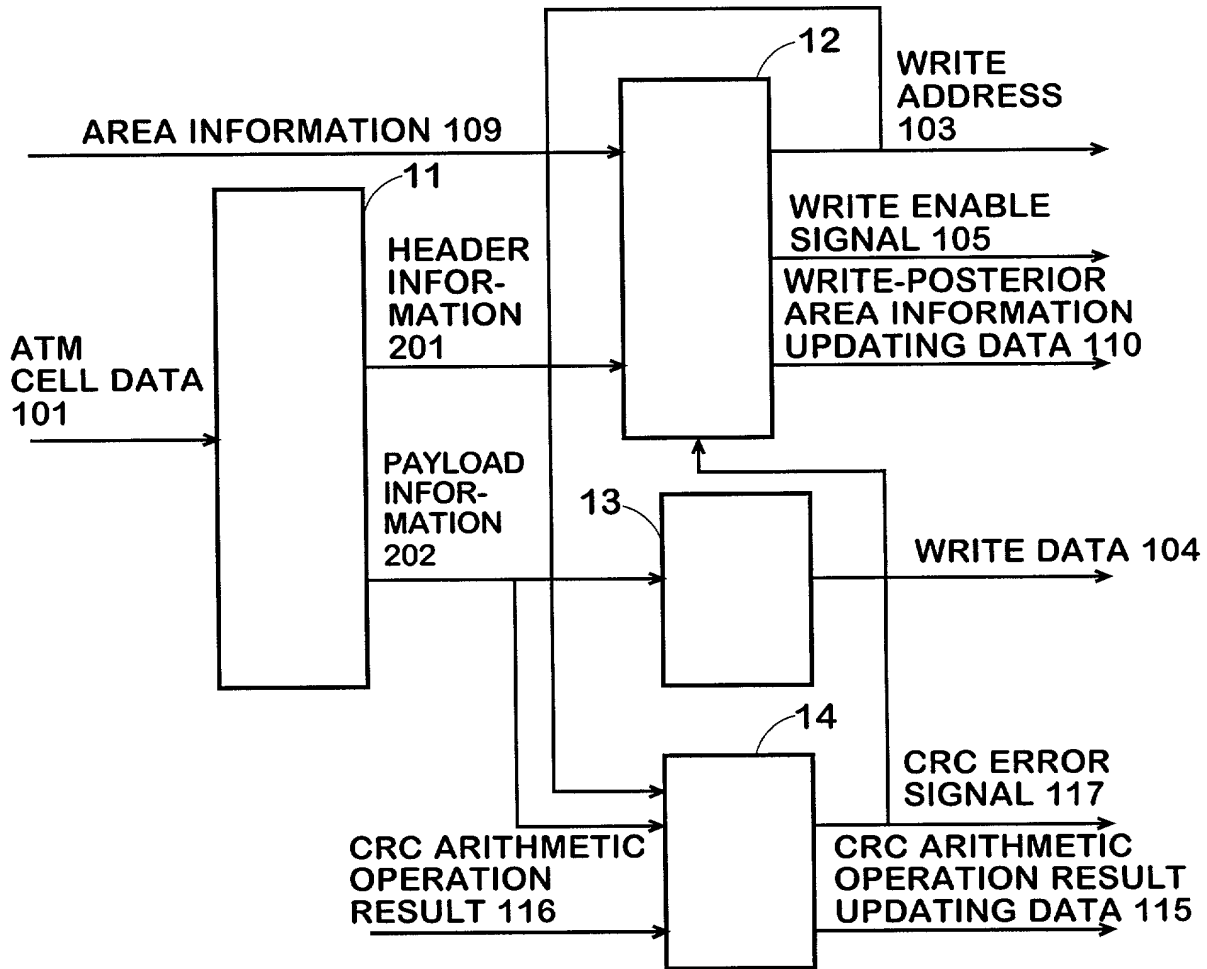 12
WRITE
ADDRESS
103
AREA INFORMATION 109
11
WRITE ENABLE
SIGNAL 105
HEADER
INFOR-
MATION
201
WRITE-POSTERIOR
AREA INFORMATION
UPDATING DATA 110
ATM
CELL DATA
101
PAYLOAD
INFOR-
MATION
202
13
WRITE DATA 104
14
CRC ERROR
SIGNAL 117
CRC ARITHMETIC
OPERATION
RESULT 116
CRC ARITHMETIC
OPERATION RESULT
UPDATING DATA 115